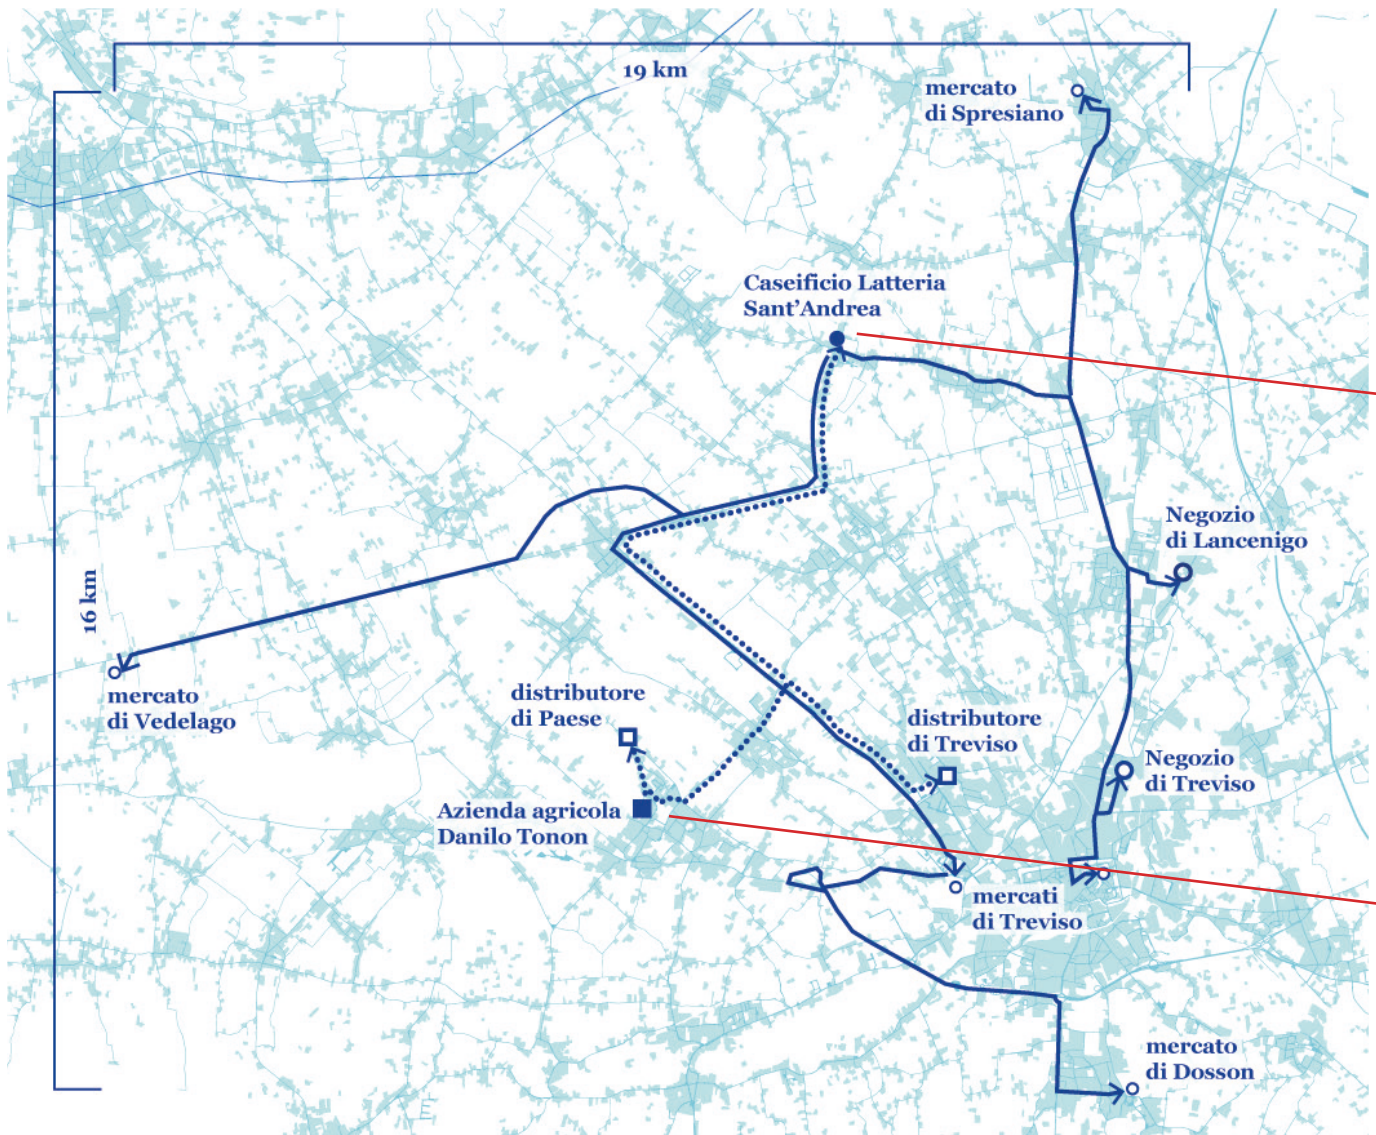 19 km
mercato
di Spresiano
Caseificio Latteria
Sant'Andrea
Negozio
di Lancenigo
16 km
mercato
di Vedelago
distributore
di Paese
distributore
di Treviso
Negozio
di Treviso
Azienda agricola
Danilo Tonon
mercati
di Treviso
mercato
di Dosson